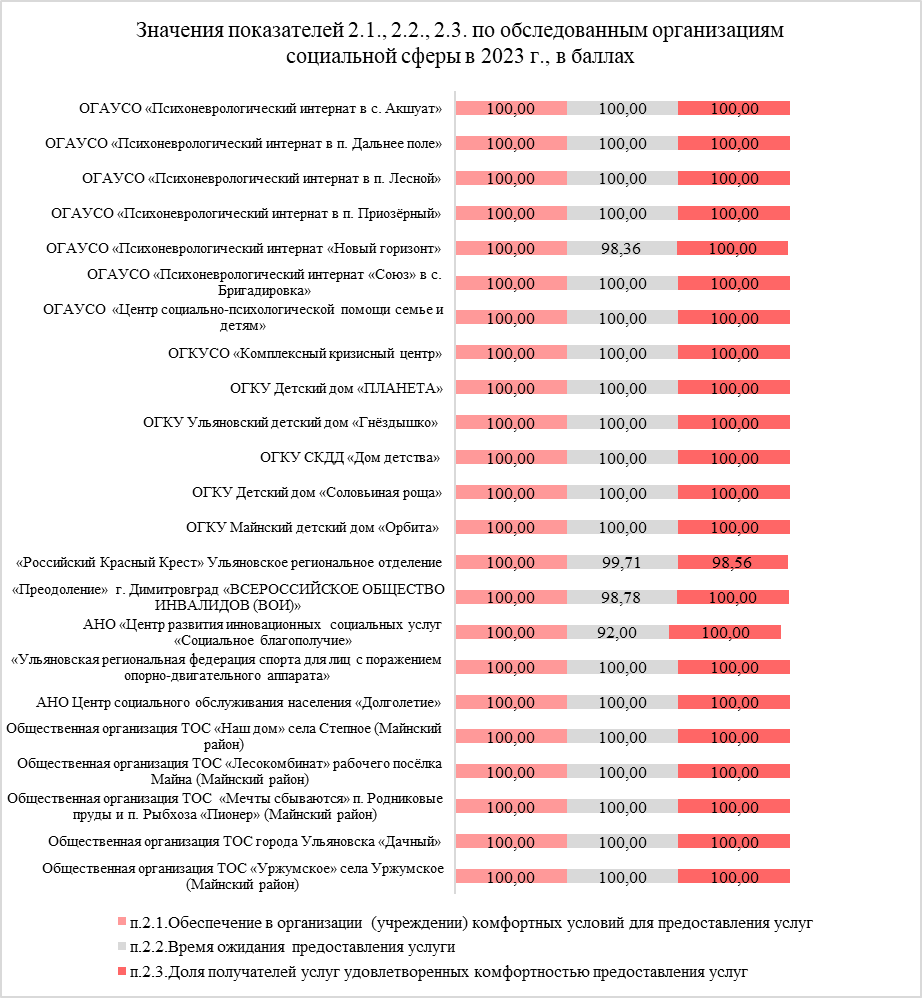 Значения показателей 2.1., 2.2., 2.3. по обследованным организациям
социальной сферы в 2023 г., в баллах
ОГАУСО «Психоневрологический интернат в с. Акшуат» 100,00 100,00 100,00
ОГАУСО «Психоневрологический интернат в п. Дальнее поле» 100,00 100,00 100,00
ОГАУСО «Психоневрологический интернат в п. Лесной» 100,00 100,00 100,00
ОГАУСО «Психоневрологический интернат в п. Приозёрный» 100,00 100,00 100,00
ОГАУСО «Психоневрологический интернат «Новый горизонт» 100,00 98,36 100,00
ОГАУСО «Психоневрологический интернат «Союз» в с.
Бригадировка» 100,00 100,00 100,00
ОГАУСО «Центр социально-психологической помощи семье и
детям» 100,00 100,00 100,00
ОГКУСО «Комплексный кризисный центр» 100,00 100,00 100,00
ОГКУ Детский дом «ПЛАНЕТА» 100,00 100,00 100,00
ОГКУ Ульяновский детский дом «Гнёздышко» 100,00 100,00 100,00
ОГКУ СКДД «Дом детства» 100,00 100,00 100,00
ОГКУ Детский дом «Соловьиная роща» 100,00 100,00 100,00
ОГКУ Майнский детский дом «Орбита» 100,00 100,00 100,00
«Российский Красный Крест» Ульяновское региональное отделение 100,00 99,71 98,56
«Преодоление» г. Димитровград «ВСЕРОССИЙСКОЕ ОБЩЕСТВО
ИНВАЛИДОВ (ВОИ)» 100,00 98,78 100,00
АНО «Центр развития инновационных социальных услуг
«Социальное благополучие» 100,00 92,00 100,00
«Ульяновская региональная федерация спорта для лиц с поражением
опорно-двигательного аппарата» 100,00 100,00 100,00
АНО Центр социального обслуживания населения «Долголетие» 100,00 100,00 100,00
Общественная организация ТОС «Наш дом» села Степное (Майнский
район) 100,00 100,00 100,00
Общественная организация ТОС «Лесокомбинат» рабочего посёлка
Майна (Майнский район) 100,00 100,00 100,00
Общественная организация ТОС «Мечты сбываются» п. Родниковые
пруды и п. Рыбхоза «Пионер» (Майнский район) 100,00 100,00 100,00
Общественная организация ТОС города Ульяновска «Дачный» 100,00 100,00 100,00
Общественная организация ТОС «Уржумское» села Уржумское
(Майнский район) 100,00 100,00 100,00
п.2.1.Обеспечение в организации (учреждении) комфортных условий для предоставления услуг
п.2.2.Время ожидания предоставления услуги
п.2.3.Доля получателей услуг удовлетворенных комфортностью предоставления услуг